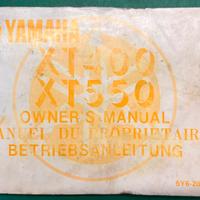 YAMAHA
XT400
XT550
OWNER'S MANUAL
MANUEL DU PROPRIETAIRE
BETRIEBSANLEITUNG